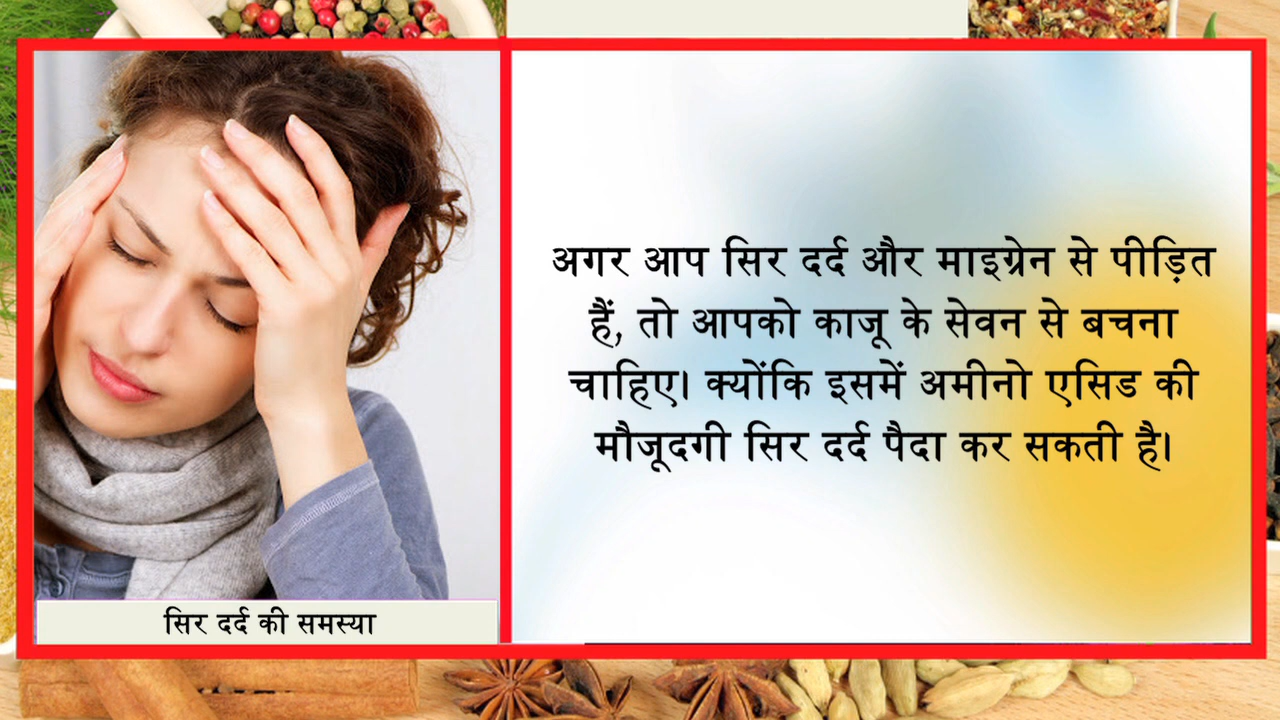 अगर आप सिर दर्द और माइग्रेन से पीड़ित
हैं, तो आपको काजू के सेवन से बचना
चाहिए। क्योंकि इसमें अमीनो एसिड की
मौजूदगी सिर दर्द पैदा कर सकती है।
सिर दर्द की समस्या